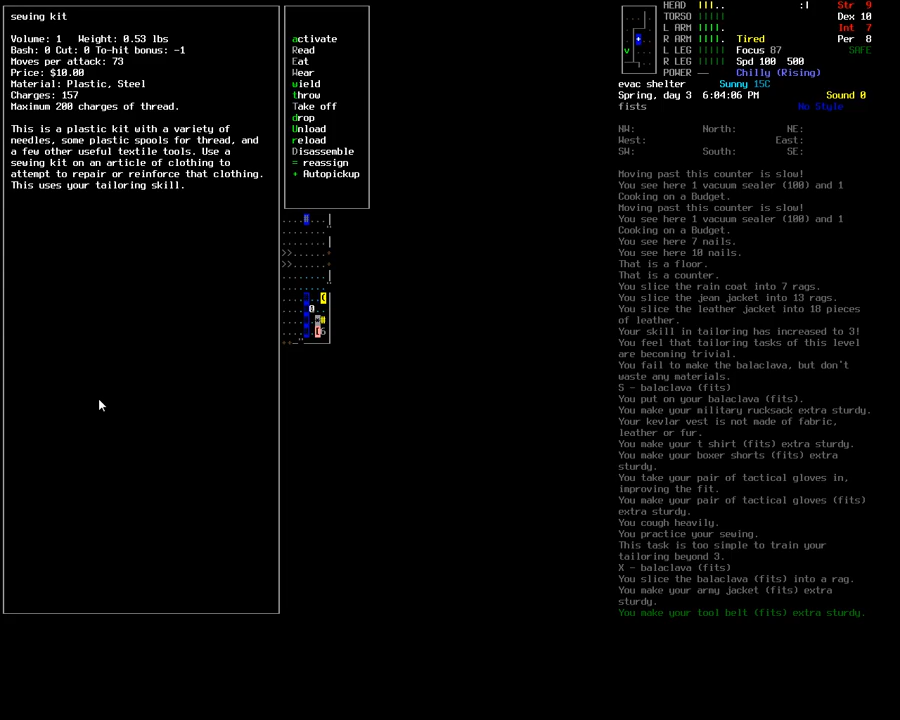 sewing kit
Volume: 1 Weight: 0.53 lbs
Bash: 0 Cut: 0 To-hit bonus: -1
Moves per attack: 73
Price: $10.00
Material: Plastic, Steel
Charges: 157
Maximum 200 charges of thread.
This is a plastic kit with a variety of
needles, some plastic spools for thread, and
a few other useful textile tools. Use a
sewing kit on an article of clothing to
attempt to repair or reinforce that clothing.
This uses your tailoring skill.
activate
Read
Eat
Wear
wield
throw
Take off
drop
Unload
reload
Disassemble
= reassign
+ Autopickup
HEAD |||.. :| Str 9
TORSO ||||| Dex 10
L ARM ||||. Int 7
R ARM ||||. Tired Per 8
L LEG ||||| Focus 87 SAFE
R LEG ||||| Spd 100 500
POWER —— Chilly (Rising)
evac shelter Sunny 15C
Spring, day 3 6:04:06 PM Sound 0
fists No Style
NW: North: NE:
West: East:
SW: South: SE:
Moving past this counter is slow!
You see here 1 vacuum sealer (100) and 1
Cooking on a Budget.
Moving past this counter is slow!
You see here 1 vacuum sealer (100) and 1
Cooking on a Budget.
You see here 7 nails.
You see here 10 nails.
That is a floor.
That is a counter.
You slice the rain coat into 7 rags.
You slice the jean jacket into 13 rags.
You slice the leather jacket into 18 pieces
of leather.
Your skill in tailoring has increased to 3!
You feel that tailoring tasks of this level
are becoming trivial.
You fail to make the balaclava, but don't
waste any materials.
S - balaclava (fits)
You put on your balaclava (fits).
You make your military rucksack extra sturdy.
Your kevlar vest is not made of fabric,
leather or fur.
You make your t shirt (fits) extra sturdy.
You make your boxer shorts (fits) extra
sturdy.
You take your pair of tactical gloves in,
improving the fit.
You make your pair of tactical gloves (fits)
extra sturdy.
You cough heavily.
You practice your sewing.
This task is too simple to train your
tailoring beyond 3.
X - balaclava (fits)
You slice the balaclava (fits) into a rag.
You make your army jacket (fits) extra
sturdy.
You make your tool belt (fits) extra sturdy.